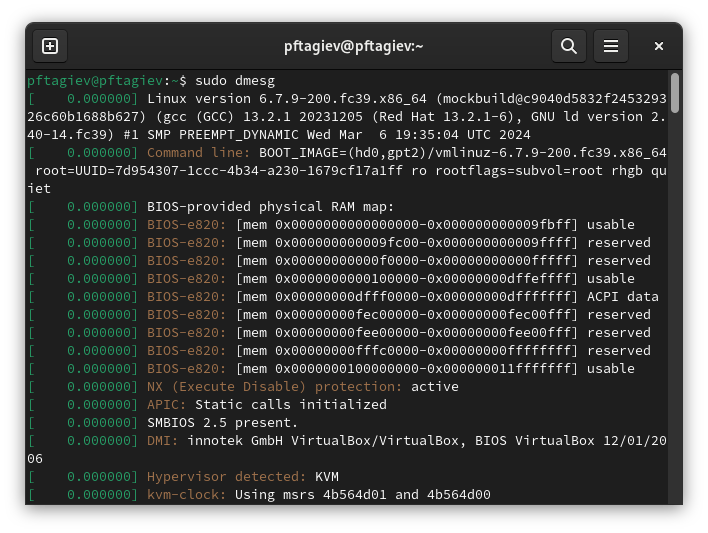 pftagiev@pftagiev:~
pftagiev@pftagiev:~$ sudo dmesg
[    0.000000] Linux version 6.7.9-200.fc39.x86_64 (mockbuild@c9040d5832f2453293
26c60b1688b627) (gcc (GCC) 13.2.1 20231205 (Red Hat 13.2.1-6), GNU ld version 2.
40-14.fc39) #1 SMP PREEMPT_DYNAMIC Wed Mar  6 19:35:04 UTC 2024
[    0.000000] Command line: BOOT_IMAGE=(hd0,gpt2)/vmlinuz-6.7.9-200.fc39.x86_64
 root=UUID=7d954307-1ccc-4b34-a230-1679cf17a1ff ro rootflags=subvol=root rhgb qu
iet
[    0.000000] BIOS-provided physical RAM map:
[    0.000000] BIOS-e820: [mem 0x0000000000000000-0x000000000009fbff] usable
[    0.000000] BIOS-e820: [mem 0x000000000009fc00-0x000000000009ffff] reserved
[    0.000000] BIOS-e820: [mem 0x00000000000f0000-0x00000000000fffff] reserved
[    0.000000] BIOS-e820: [mem 0x0000000000100000-0x00000000dffeffff] usable
[    0.000000] BIOS-e820: [mem 0x00000000dfff0000-0x00000000dfffffff] ACPI data
[    0.000000] BIOS-e820: [mem 0x00000000fec00000-0x00000000fec00fff] reserved
[    0.000000] BIOS-e820: [mem 0x00000000fee00000-0x00000000fee00fff] reserved
[    0.000000] BIOS-e820: [mem 0x00000000fffc0000-0x00000000ffffffff] reserved
[    0.000000] BIOS-e820: [mem 0x0000000100000000-0x000000011fffffff] usable
[    0.000000] NX (Execute Disable) protection: active
[    0.000000] APIC: Static calls initialized
[    0.000000] SMBIOS 2.5 present.
[    0.000000] DMI: innotek GmbH VirtualBox/VirtualBox, BIOS VirtualBox 12/01/20
06
[    0.000000] Hypervisor detected: KVM
[    0.000000] kvm-clock: Using msrs 4b564d01 and 4b564d00